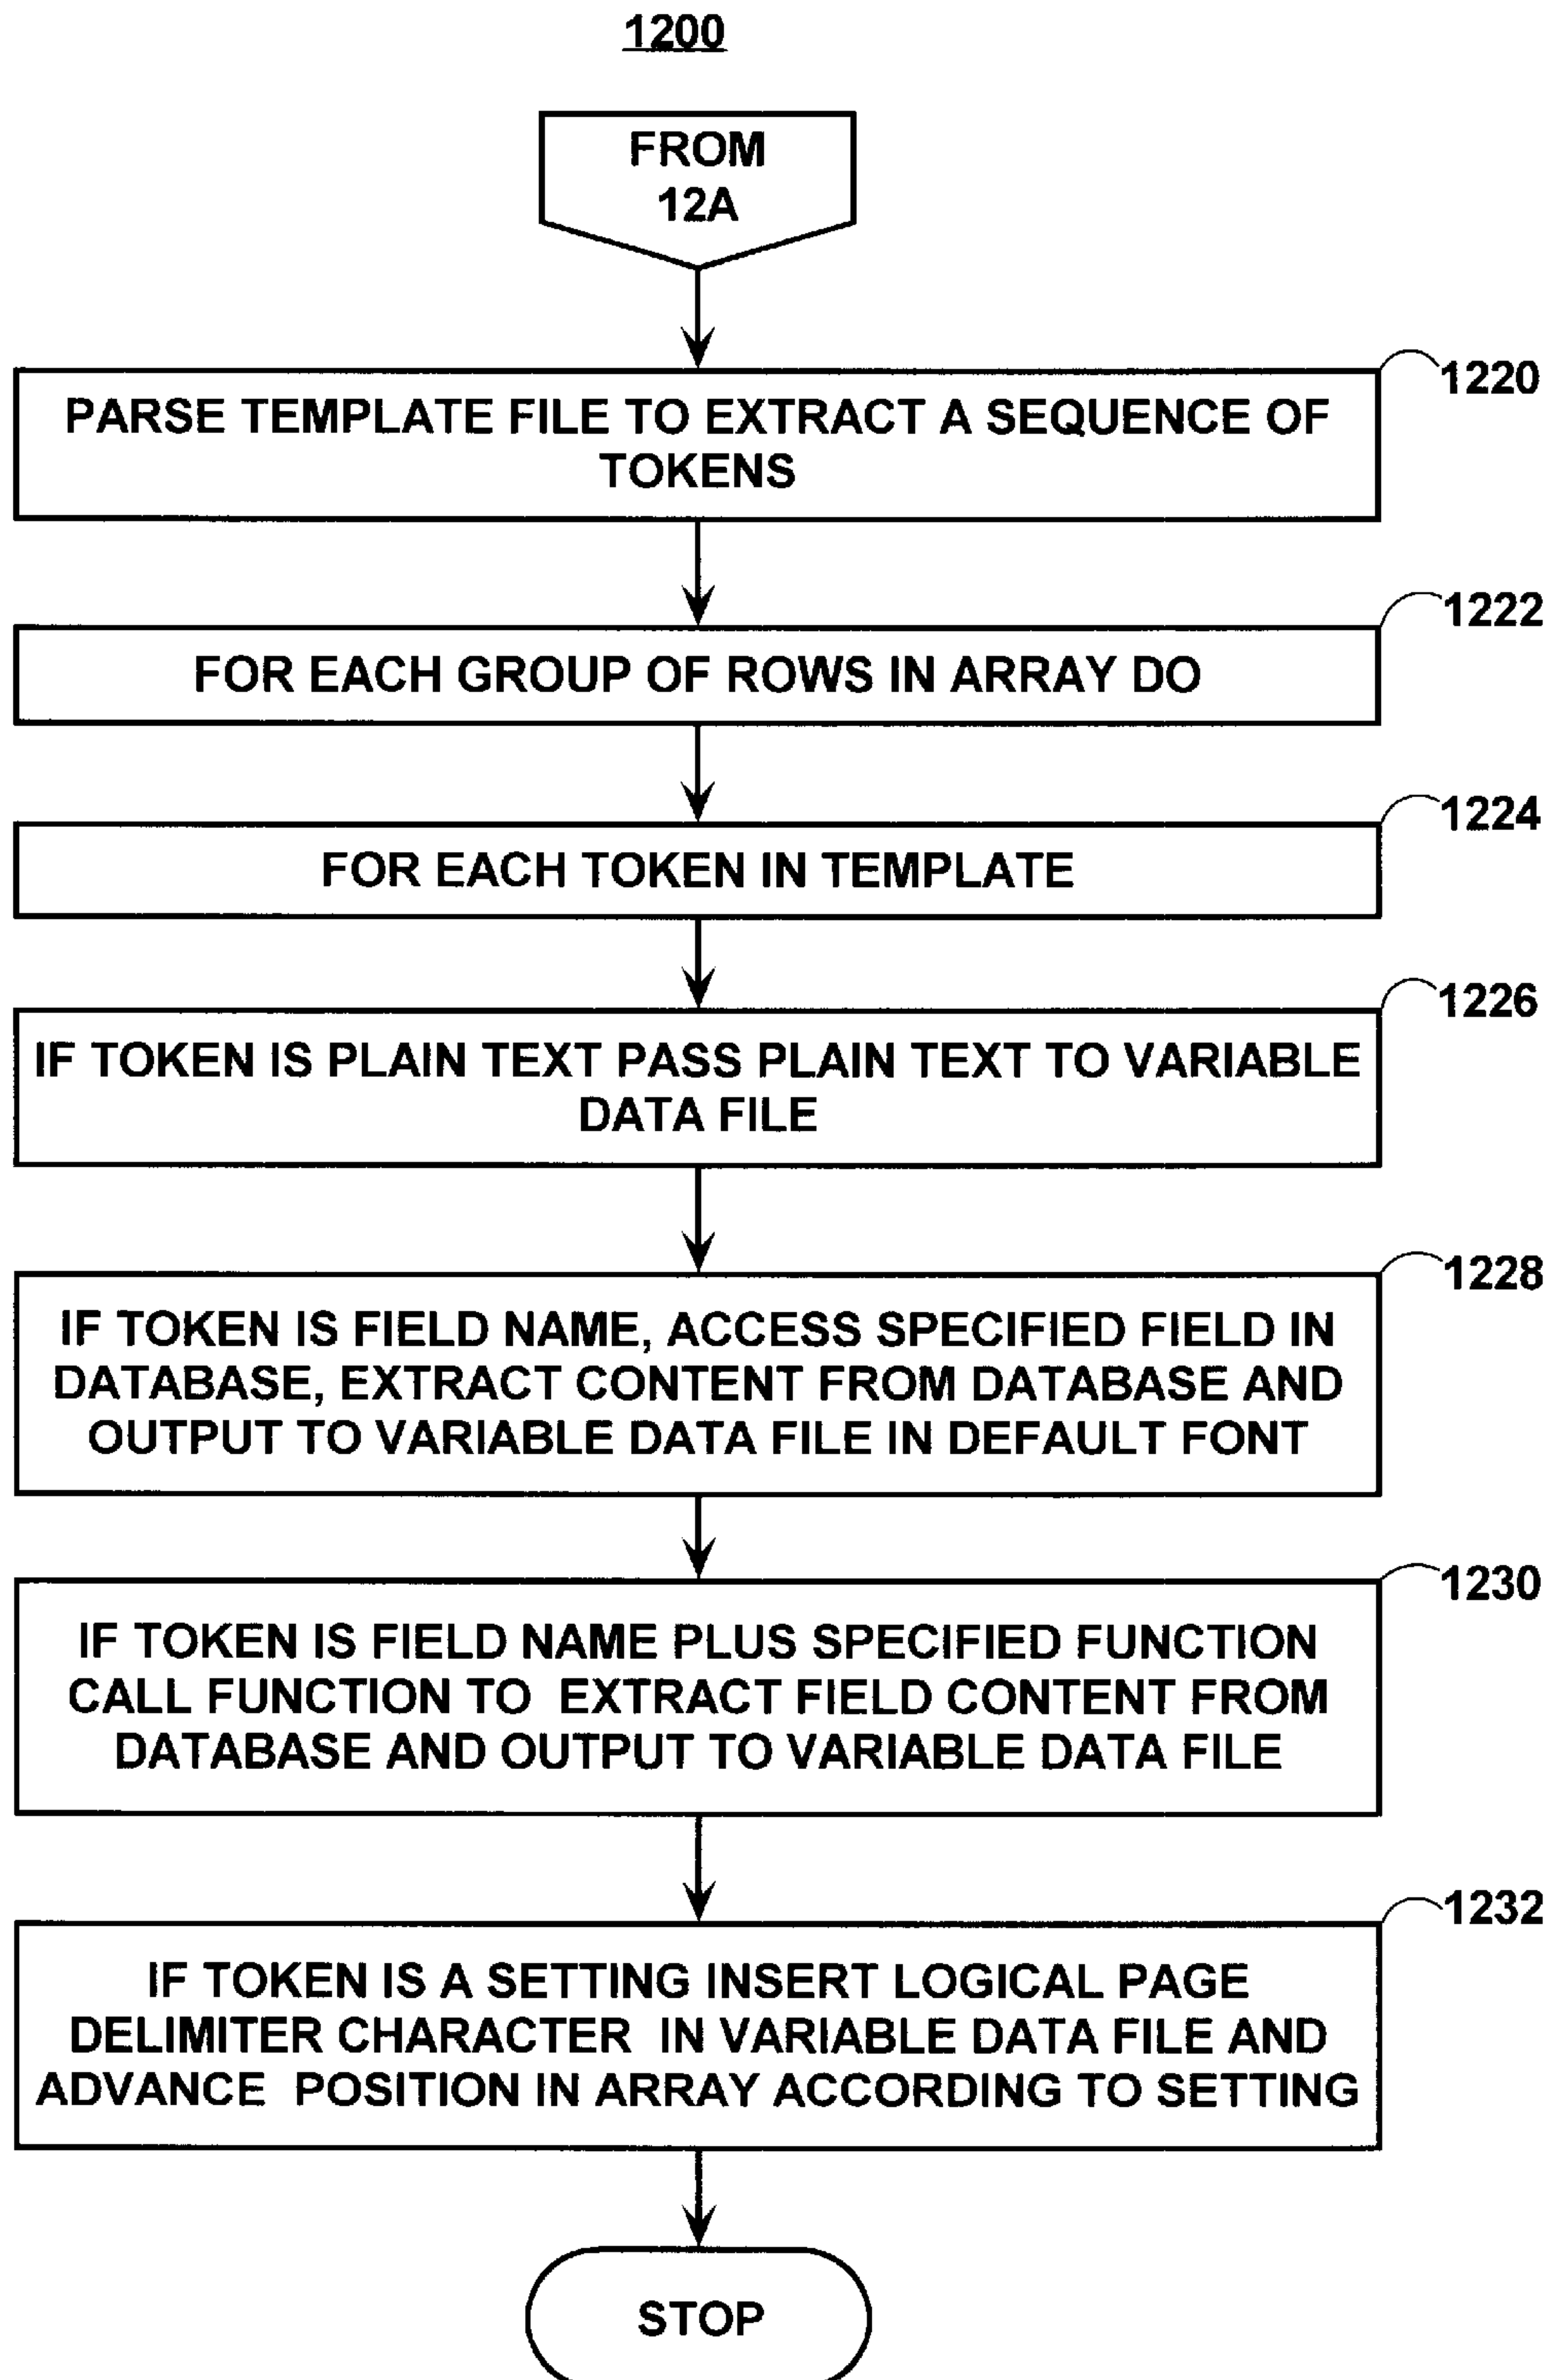 1200
FROM
12A
1220
PARSE TEMPLATE FILE TO EXTRACT A SEQUENCE OF
TOKENS
1222
FOR EACH GROUP OF ROWS IN ARRAY DO
1224
FOR EACH TOKEN IN TEMPLATE
1226
IF TOKEN IS PLAIN TEXT PASS PLAIN TEXT TO VARIABLE
DATA FILE
1228
IF TOKEN IS FIELD NAME, ACCESS SPECIFIED FIELD IN
DATABASE, EXTRACT CONTENT FROM DATABASE AND
OUTPUT TO VARIABLE DATA FILE IN DEFAULT FONT
1230
IF TOKEN IS FIELD NAME PLUS SPECIFIED FUNCTION
CALL FUNCTION TO EXTRACT FIELD CONTENT FROM
DATABASE AND OUTPUT TO VARIABLE DATA FILE
1232
IF TOKEN IS A SETTING INSERT LOGICAL PAGE
DELIMITER CHARACTER IN VARIABLE DATA FILE AND
ADVANCE POSITION IN ARRAY ACCORDING TO SETTING
STOP